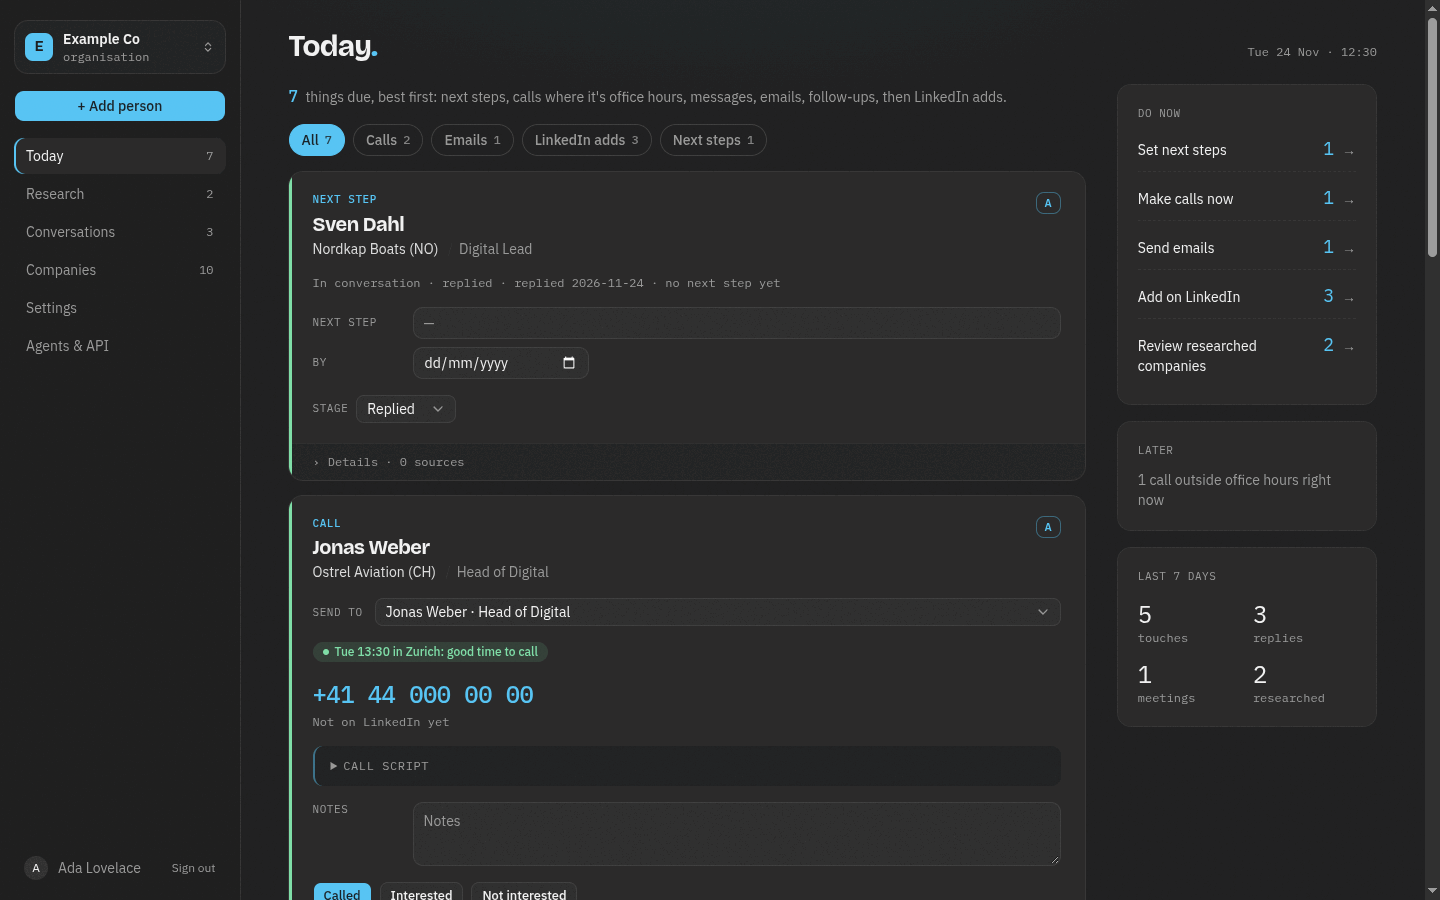 E
Example Co
organisation
+ Add person
Today 7
Research 2
Conversations 3
Companies 10
Settings
Agents & API
A
Ada Lovelace
Sign out
Today.
Tue 24 Nov · 12:30
7 things due, best first: next steps, calls where it's office hours, messages, emails, follow-ups, then LinkedIn adds.
All 7
Calls 2
Emails 1
LinkedIn adds 3
Next steps 1
NEXT STEP
A
Sven Dahl
Nordkap Boats (NO) Digital Lead
In conversation · replied · replied 2026-11-24 · no next step yet
NEXT STEP —
BY dd/mm/yyyy
STAGE Replied
› Details · 0 sources
CALL
A
Jonas Weber
Ostrel Aviation (CH) Head of Digital
SEND TO Jonas Weber · Head of Digital
● Tue 13:30 in Zurich: good time to call
+41 44 000 00 00
Not on LinkedIn yet
▶ CALL SCRIPT
NOTES Notes
Called Interested Not interested
DO NOW
Set next steps 1 →
Make calls now 1 →
Send emails 1 →
Add on LinkedIn 3 →
Review researched 2 →
companies
LATER
1 call outside office hours right
now
LAST 7 DAYS
5 3
touches replies
1 2
meetings researched